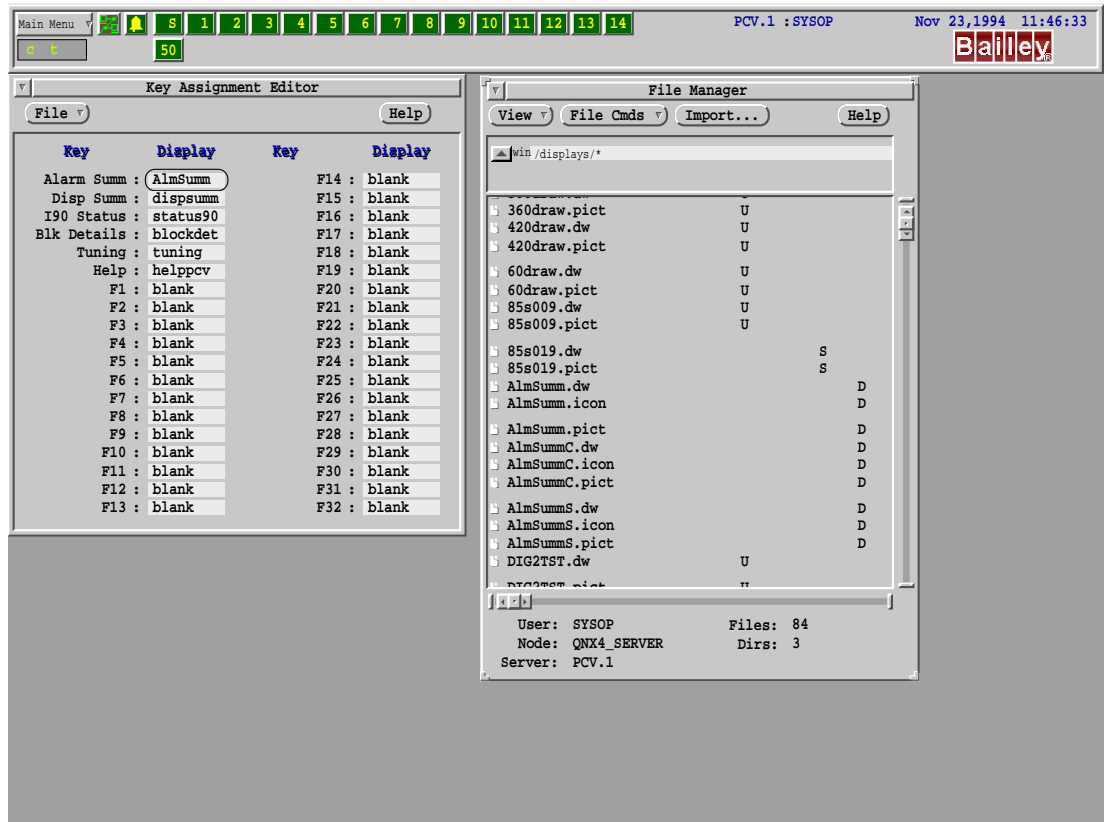 Main Menu S 1 2 3 4 5 6 7 8 9 10 11 12 13 14 PCV.1 :SYSOP Nov 23,1994 11:46:33
c t 50 Bailey®
Key Assignment Editor
File Help
Key Display Key Display
Alarm Summ : AlmSumm F14 : blank
Disp Summ : dispsumm F15 : blank
I90 Status : status90 F16 : blank
Blk Details : blockdet F17 : blank
Tuning : tuning F18 : blank
Help : helppcv F19 : blank
F1 : blank F20 : blank
F2 : blank F21 : blank
F3 : blank F22 : blank
F4 : blank F23 : blank
F5 : blank F24 : blank
F6 : blank F25 : blank
F7 : blank F26 : blank
F8 : blank F27 : blank
F9 : blank F28 : blank
F10 : blank F29 : blank
F11 : blank F30 : blank
F12 : blank F31 : blank
F13 : blank F32 : blank
File Manager
View File Cmds Import... Help
win /displays/*
360draw.pict U
420draw.dw U
420draw.pict U
60draw.dw U
60draw.pict U
85s009.dw U
85s009.pict U
85s019.dw S
85s019.pict S
AlmSumm.dw D
AlmSumm.icon D
AlmSumm.pict D
AlmSummC.dw D
AlmSummC.icon D
AlmSummC.pict D
AlmSummS.dw D
AlmSummS.icon D
AlmSummS.pict D
DIG2TST.dw U
DIG2TST.pict U
User: SYSOP Files: 84
Node: QNX4_SERVER Dirs: 3
Server: PCV.1